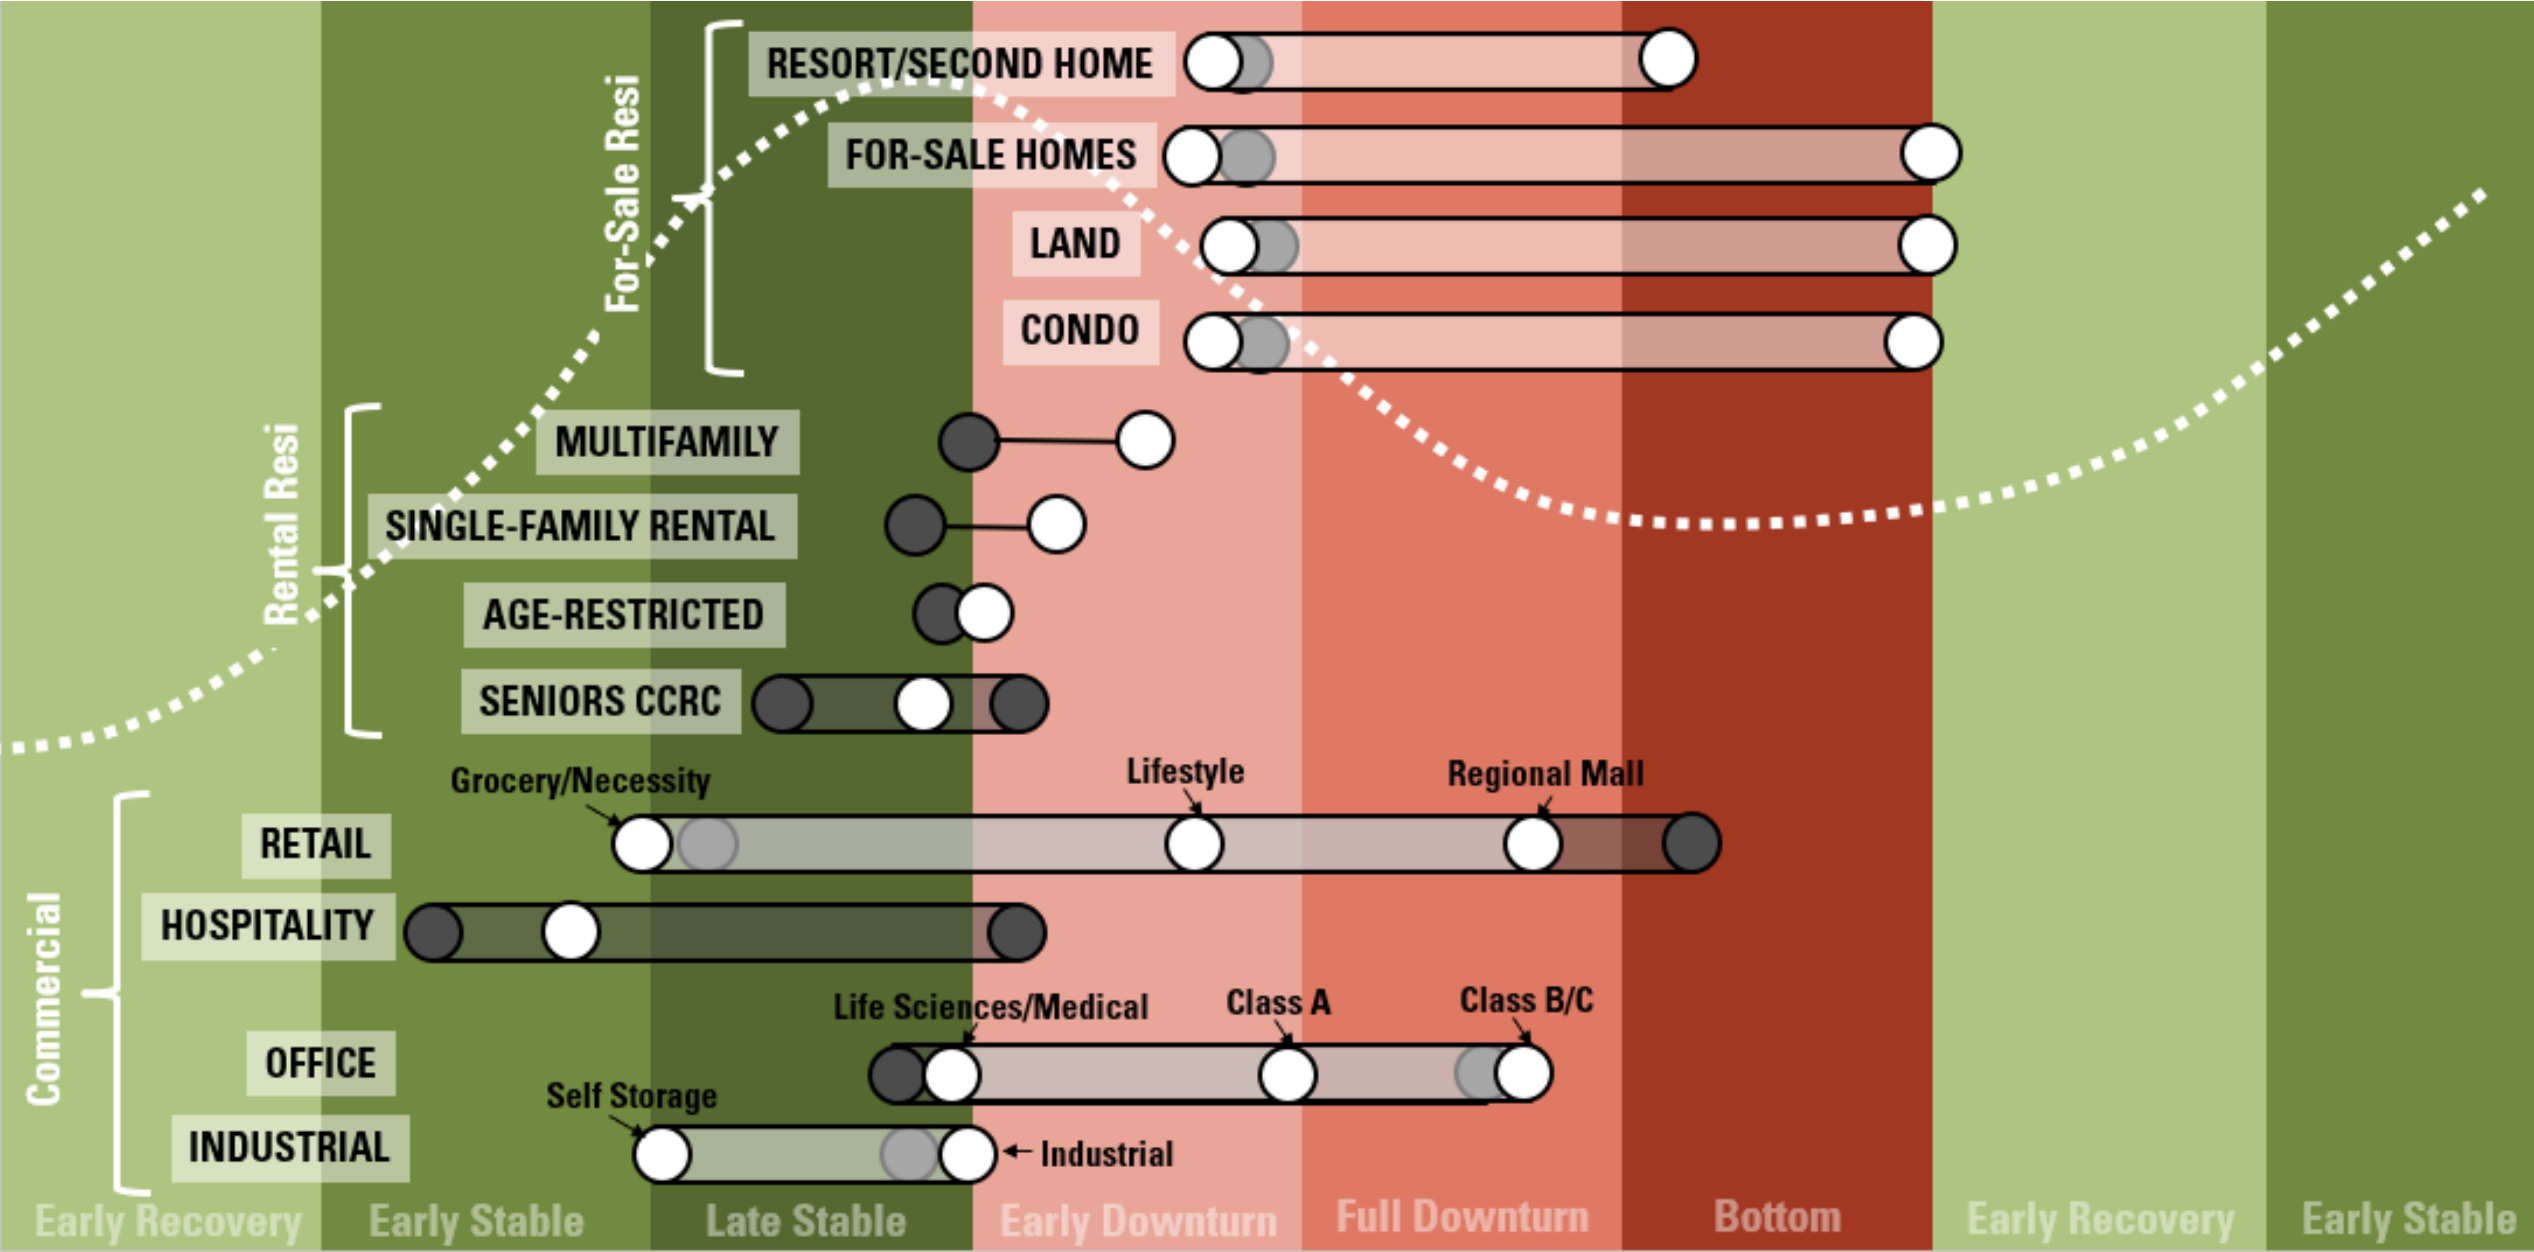 For-Sale Resi
RESORT/SECOND HOME
FOR-SALE HOMES
LAND
CONDO
Rental Resi
MULTIFAMILY
SINGLE-FAMILY RENTAL
AGE-RESTRICTED
SENIORS CCRC
Commercial
Grocery/Necessity
Lifestyle
Regional Mall
RETAIL
HOSPITALITY
Life Sciences/Medical
Class A
Class B/C
OFFICE
Self Storage
INDUSTRIAL
Industrial
Early Recovery
Early Stable
Late Stable
Early Downturn
Full Downturn
Bottom
Early Recovery
Early Stable